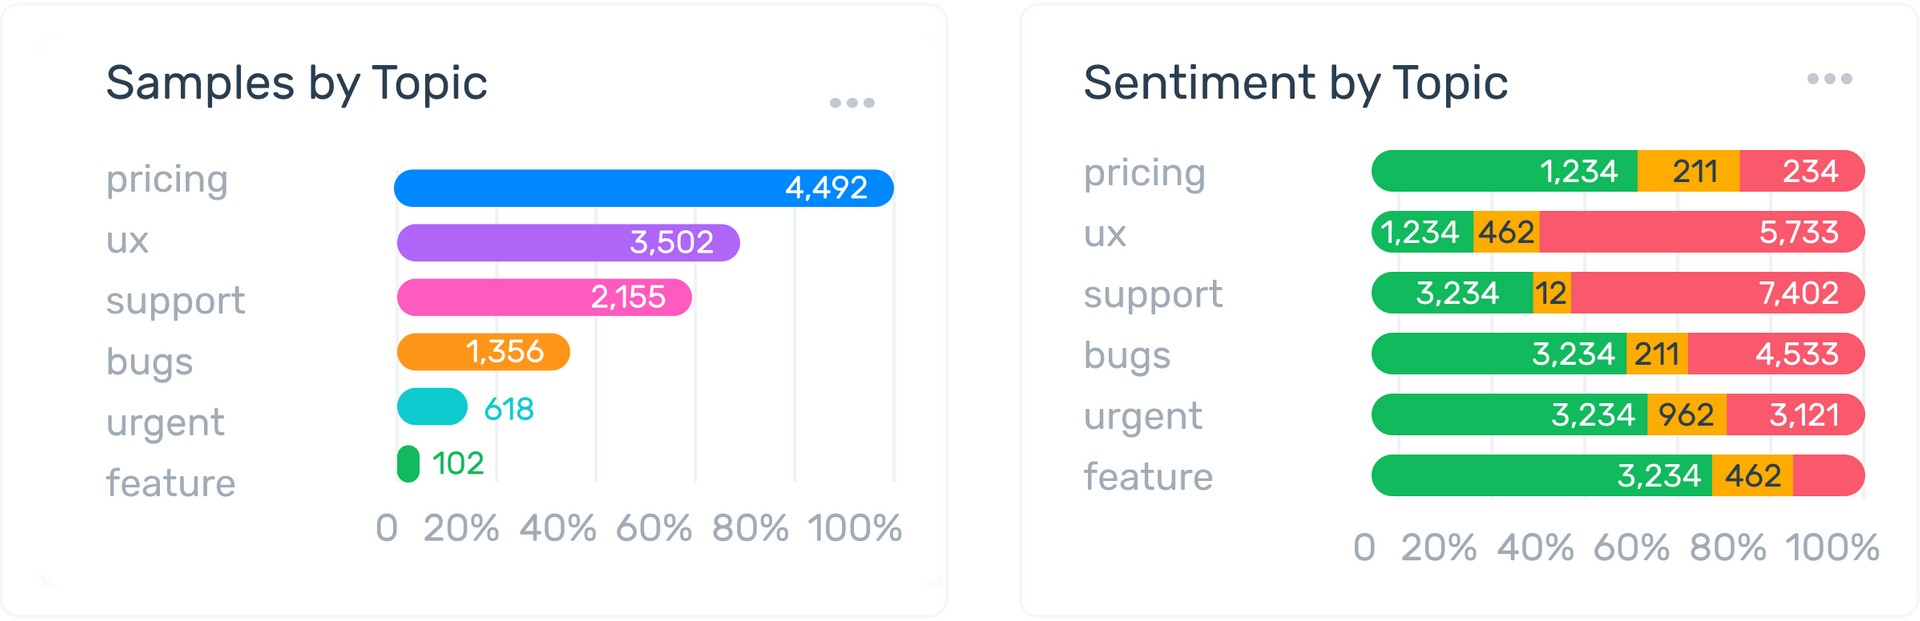 Samples by Topic
pricing 4,492
ux 3,502
support 2,155
bugs 1,356
urgent 618
feature 102
0 20% 40% 60% 80% 100%
Sentiment by Topic
pricing 1,234 211 234
ux 1,234 462 5,733
support 3,234 12 7,402
bugs 3,234 211 4,533
urgent 3,234 962 3,121
feature 3,234 462
0 20% 40% 60% 80% 100%